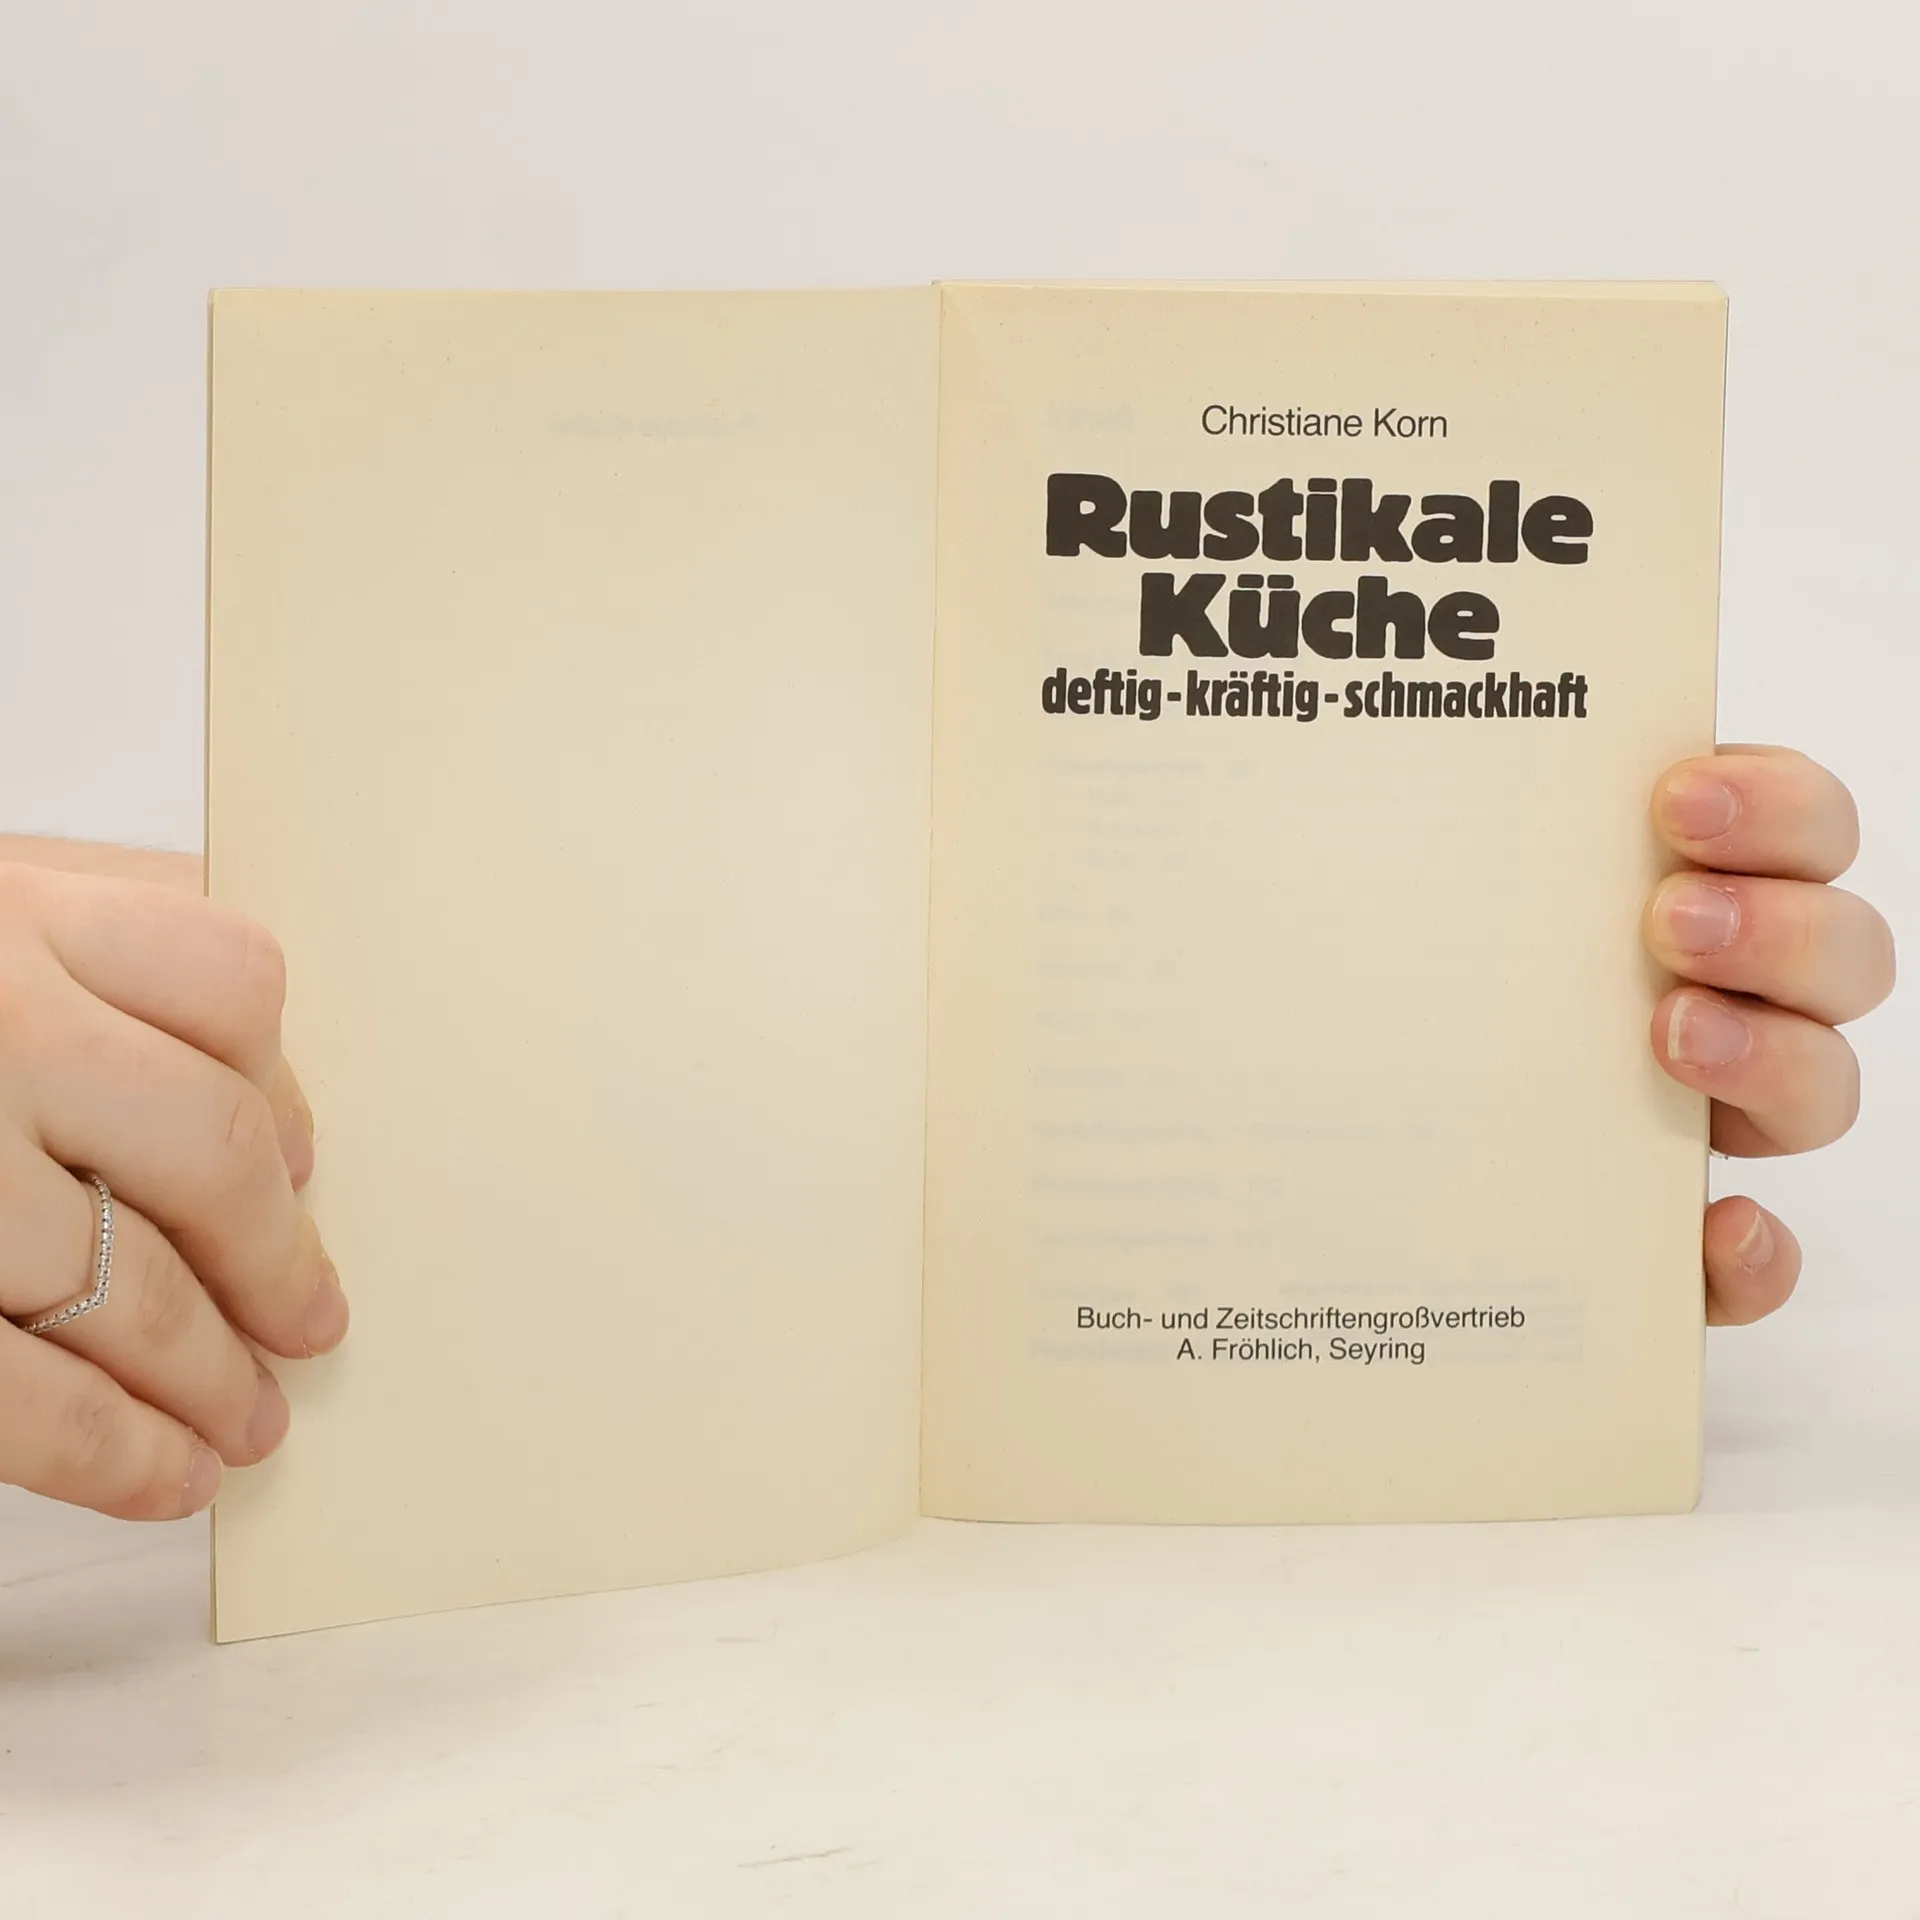 Christiane Korn
Rustikale
Küche
deftig-kräftig-schmackhaft
Buch- und Zeitschriftengroßvertrieb
A. Fröhlich, Seyring